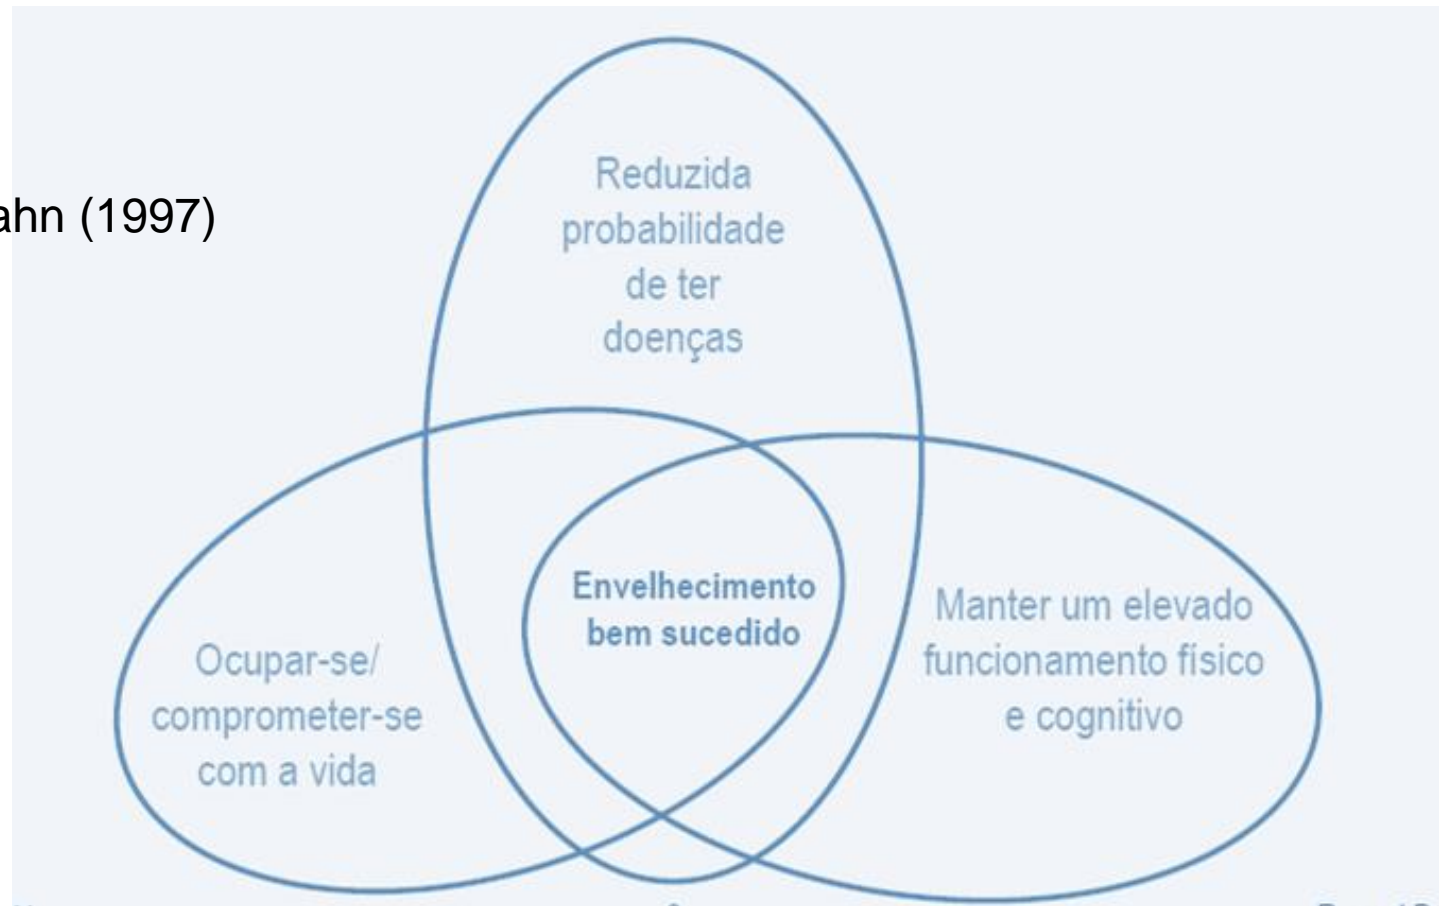 ahn (1997)
Reduzida
probabilidade
de ter
doenças
Envelhecimento
bem sucedido
Ocupar-se/
comprometer-se
com a vida
Manter um elevado
funcionamento físico
e cognitivo